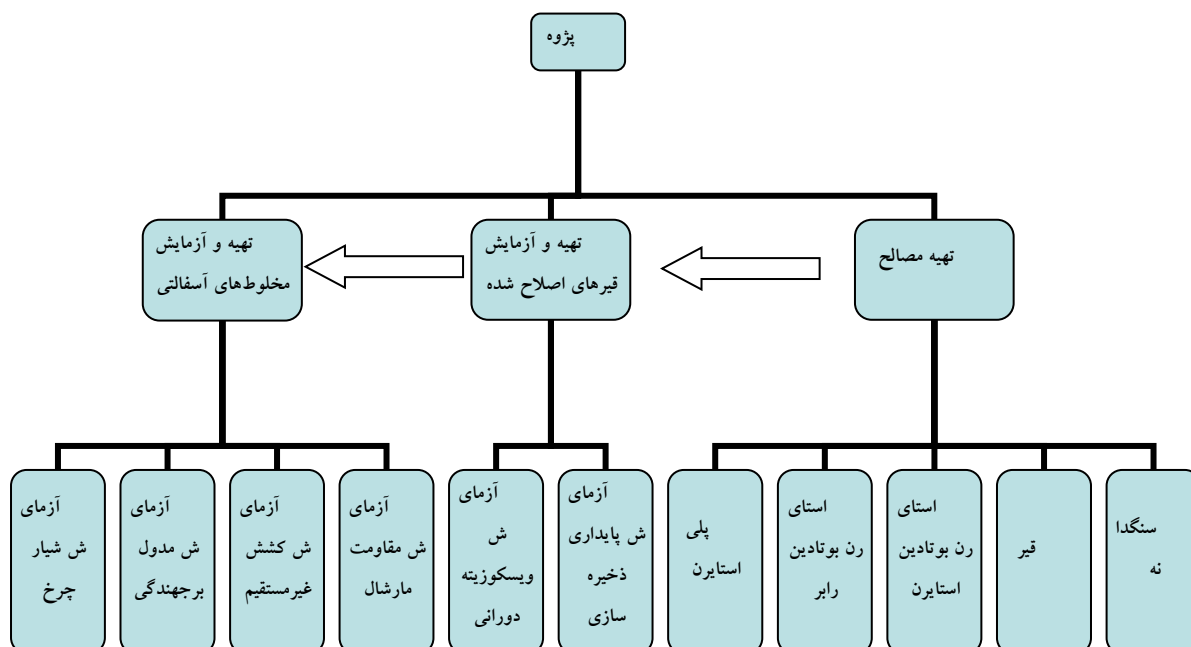 پژوه
تهیه مصالح
تهیه و آزمایش
قیرهای اصلاح شده
تهیه و آزمایش
مخلوط‌های آسفالتی
سنگدا
نه
قیر
استای
رن بوتادین
استایرن
استای
رن بوتادین
رابر
پلی
استایرن
آزمای
ش پایداری
ذخیره
سازی
آزمای
ش
ویسکوزیته
دورانی
آزمای
ش مقاومت
مارشال
آزمای
ش کشش
غیرمستقیم
آزمای
ش مدول
برجهندگی
آزمای
ش شیار
چرخ